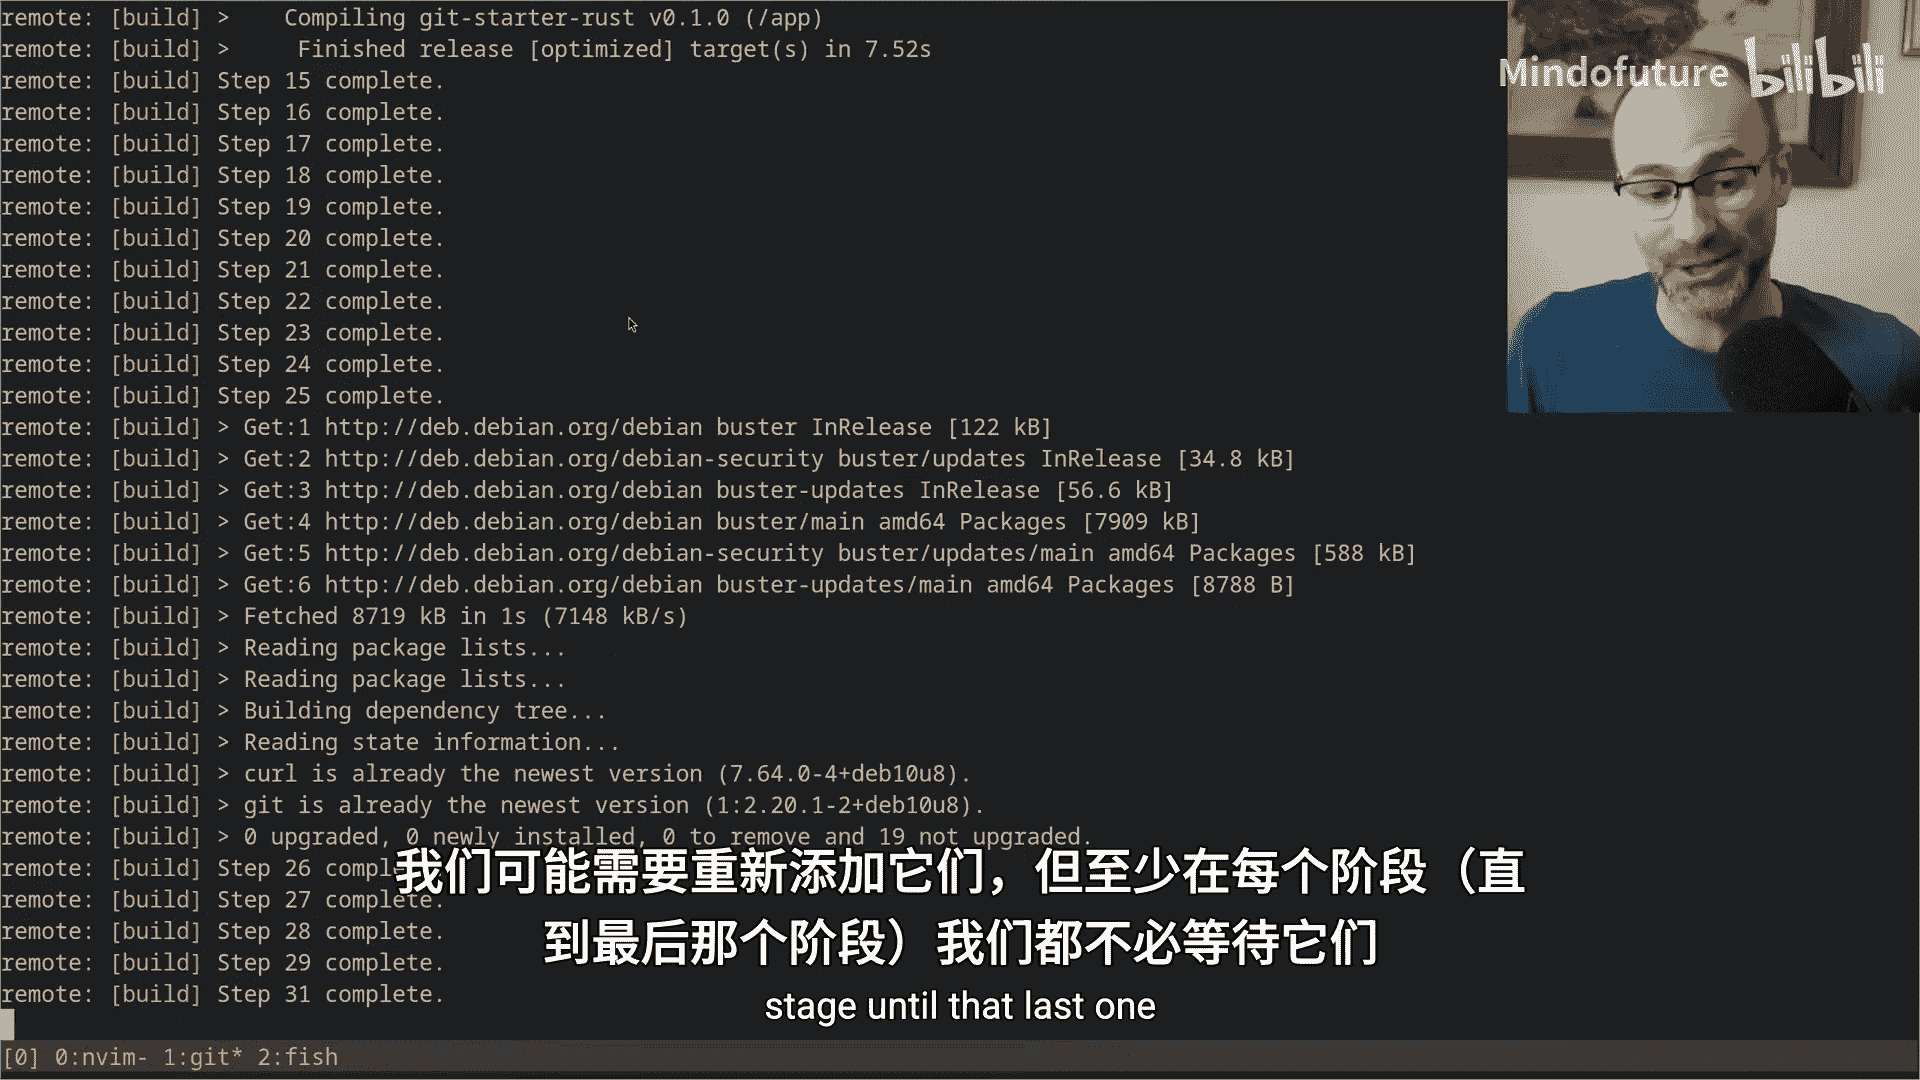 remote: [build] >    Compiling git-starter-rust v0.1.0 (/app)
remote: [build] >     Finished release [optimized] target(s) in 7.52s
remote: [build] Step 15 complete.
remote: [build] Step 16 complete.
remote: [build] Step 17 complete.
remote: [build] Step 18 complete.
remote: [build] Step 19 complete.
remote: [build] Step 20 complete.
remote: [build] Step 21 complete.
remote: [build] Step 22 complete.
remote: [build] Step 23 complete.
remote: [build] Step 24 complete.
remote: [build] Step 25 complete.
remote: [build] > Get:1 http://deb.debian.org/debian buster InRelease [122 kB]
remote: [build] > Get:2 http://deb.debian.org/debian-security buster/updates InRelease [34.8 kB]
remote: [build] > Get:3 http://deb.debian.org/debian buster-updates InRelease [56.6 kB]
remote: [build] > Get:4 http://deb.debian.org/debian buster/main amd64 Packages [7909 kB]
remote: [build] > Get:5 http://deb.debian.org/debian-security buster/updates/main amd64 Packages [588 kB]
remote: [build] > Get:6 http://deb.debian.org/debian buster-updates/main amd64 Packages [8788 B]
remote: [build] > Fetched 8719 kB in 1s (7148 kB/s)
remote: [build] > Reading package lists...
remote: [build] > Reading package lists...
remote: [build] > Building dependency tree...
remote: [build] > Reading state information...
remote: [build] > curl is already the newest version (7.64.0-4+deb10u8).
remote: [build] > git is already the newest version (1:2.20.1-2+deb10u8).
remote: [build] > 0 upgraded, 0 newly installed, 0 to remove and 19 not upgraded.
remote: [build] Step 26 compl
remote: [build] Step 27 complete.
remote: [build] Step 28 complete.
remote: [build] Step 29 complete.
remote: [build] Step 31 complete.
[0] 0:nvim- 1:git* 2:fish
Mindofuture bilibili
我们可能需要重新添加它们，但至少在每个阶段（直
到最后那个阶段）我们都不必等待它们
stage until that last one